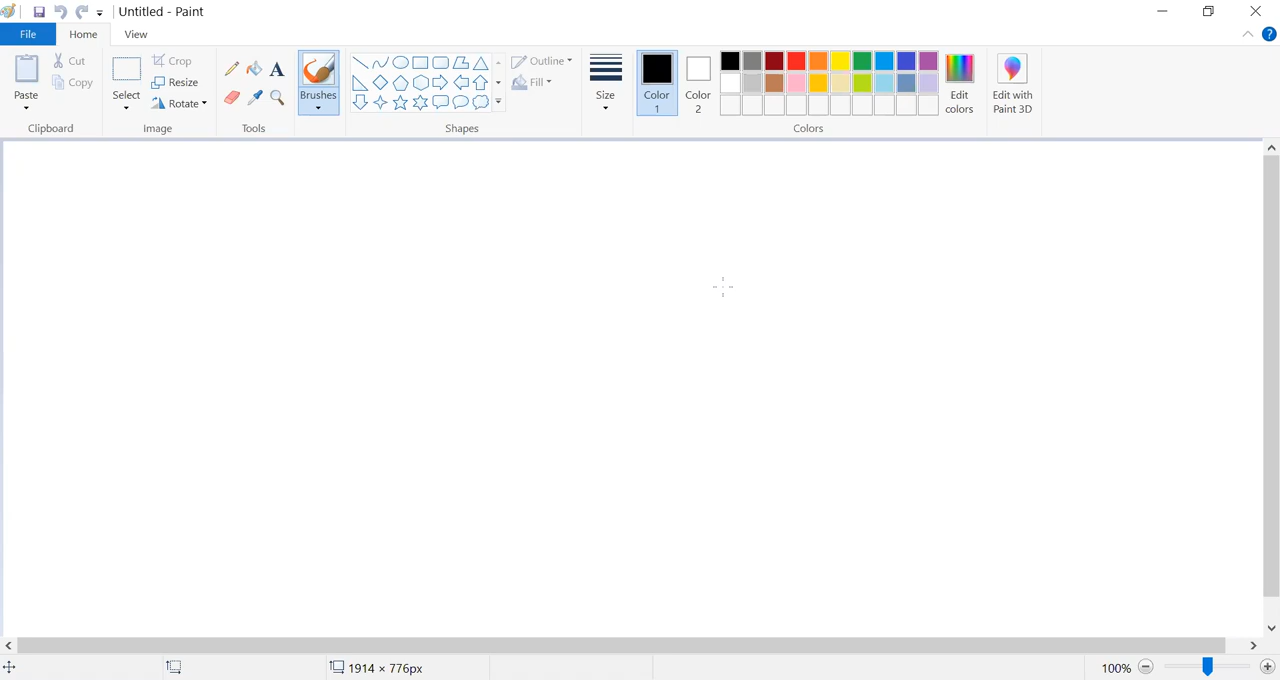 Untitled - Paint
File Home View
Paste
Cut
Copy
Clipboard
Select
Crop
Resize
Rotate
Image
A
Tools
Brushes
Outline
Fill
Shapes
Size
Color 1
Color 2
Edit colors
Colors
Edit with Paint 3D
?
1914 × 776px
100%